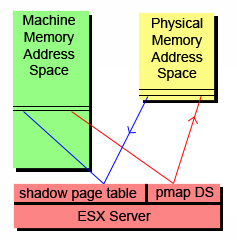 Machine
Memory
Address
Space
Physical
Memory
Address
Space
shadow page table
pmap DS
ESX Server